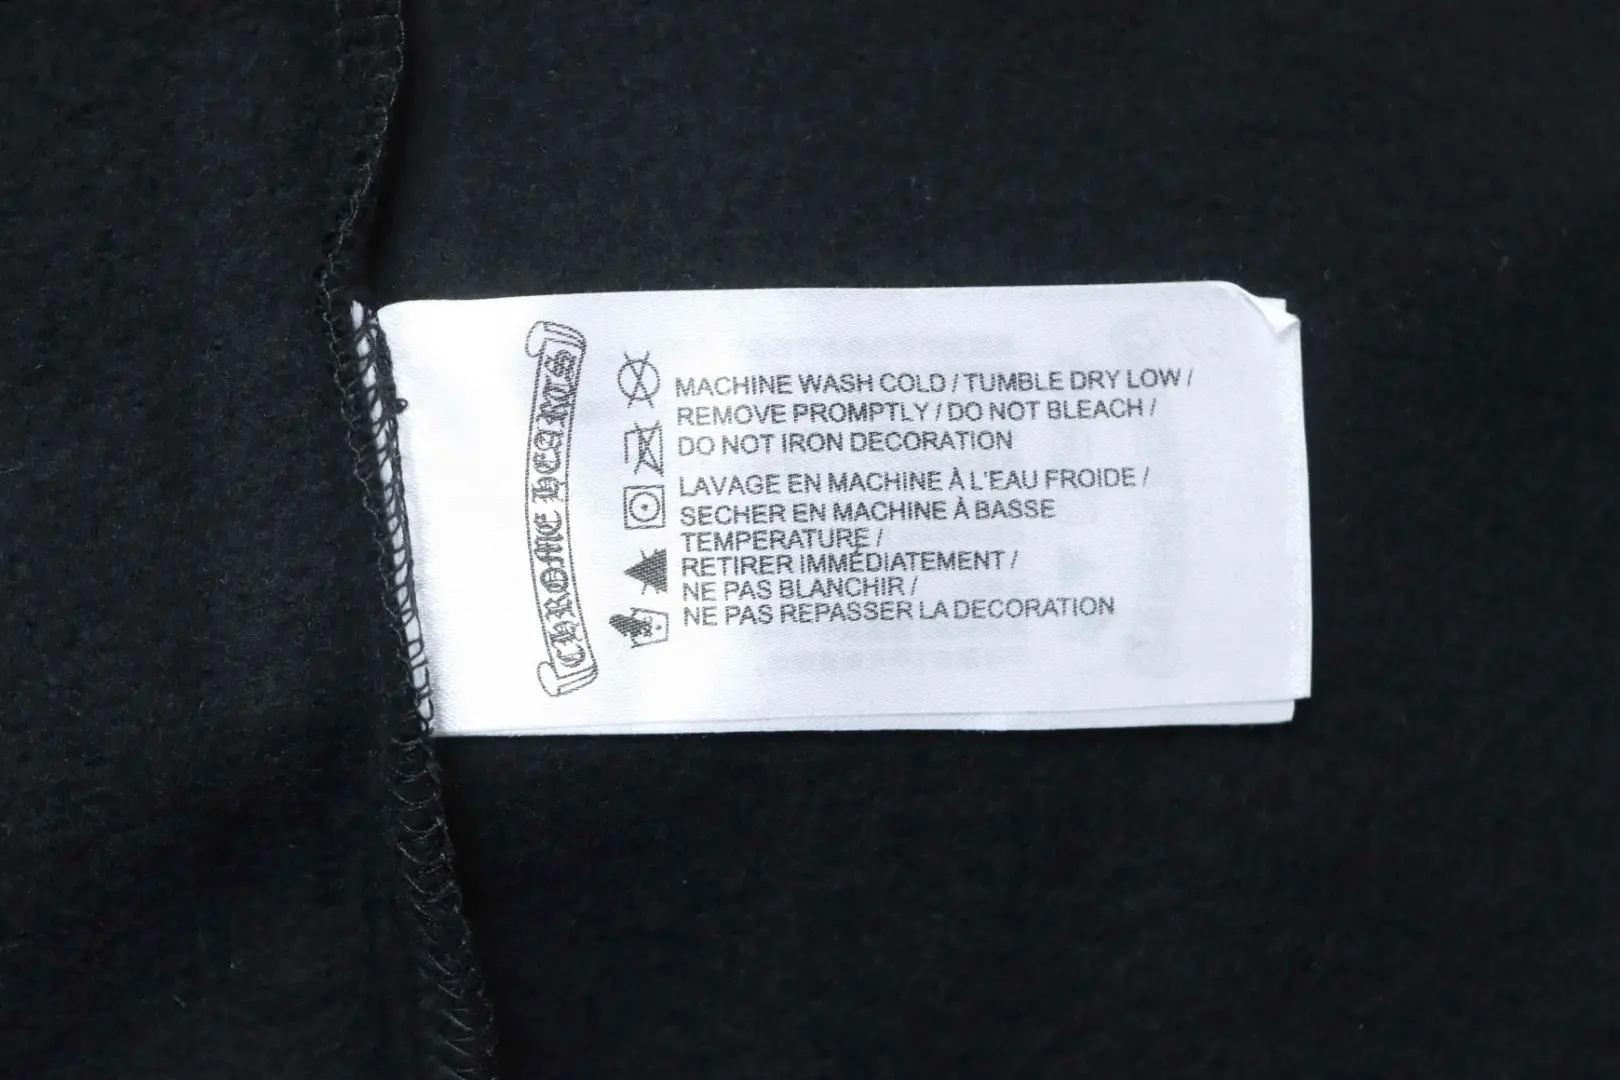 CHROME HEARTS
MACHINE WASH COLD / TUMBLE DRY LOW /
REMOVE PROMPTLY / DO NOT BLEACH /
DO NOT IRON DECORATION
LAVAGE EN MACHINE À L'EAU FROIDE /
SECHER EN MACHINE À BASSE
TEMPERATURE /
RETIRER IMMÉDIATEMENT /
NE PAS BLANCHIR /
NE PAS REPASSER LA DECORATION